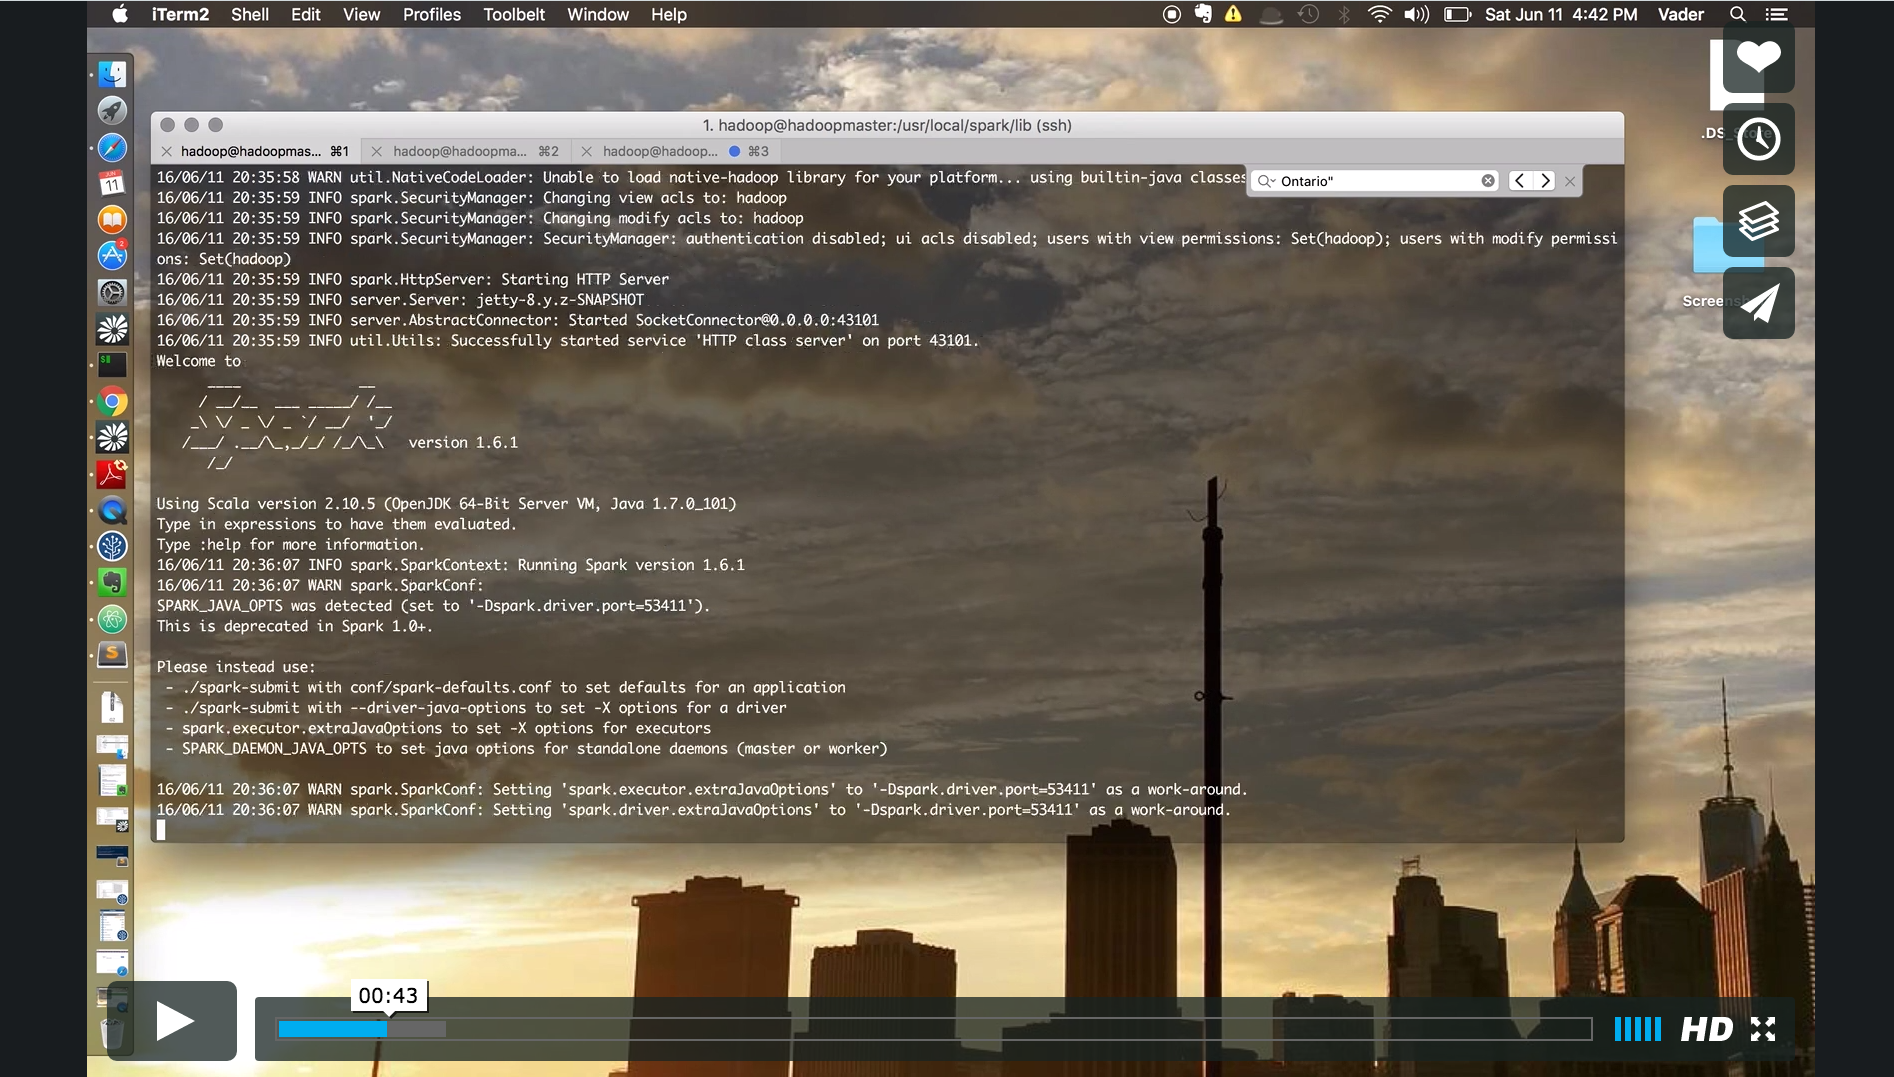 iTerm2 Shell Edit View Profiles Toolbelt Window Help Sat Jun 11 4:42 PM Vader
.DS_Store
1. hadoop@hadoopmaster:/usr/local/spark/lib (ssh)
hadoop@hadoopmas... ⌘1 hadoop@hadoopma... ⌘2 hadoop@hadoop... ⌘3
Ontario"
16/06/11 20:35:58 WARN util.NativeCodeLoader: Unable to load native-hadoop library for your platform... using builtin-java classes
16/06/11 20:35:59 INFO spark.SecurityManager: Changing view acls to: hadoop
16/06/11 20:35:59 INFO spark.SecurityManager: Changing modify acls to: hadoop
16/06/11 20:35:59 INFO spark.SecurityManager: SecurityManager: authentication disabled; ui acls disabled; users with view permissions: Set(hadoop); users with modify permissi
ons: Set(hadoop)
16/06/11 20:35:59 INFO spark.HttpServer: Starting HTTP Server
16/06/11 20:35:59 INFO server.Server: jetty-8.y.z-SNAPSHOT
16/06/11 20:35:59 INFO server.AbstractConnector: Started SocketConnector@0.0.0.0:43101
16/06/11 20:35:59 INFO util.Utils: Successfully started service 'HTTP class server' on port 43101.
Welcome to
      ____              __
     / __/__  ___ _____/ /__
    _\ \/ _ \/ _ `/ __/  '_/
   /___/ .__/\_,_/_/ /_/\_\   version 1.6.1
      /_/
Using Scala version 2.10.5 (OpenJDK 64-Bit Server VM, Java 1.7.0_101)
Type in expressions to have them evaluated.
Type :help for more information.
16/06/11 20:36:07 INFO spark.SparkContext: Running Spark version 1.6.1
16/06/11 20:36:07 WARN spark.SparkConf:
SPARK_JAVA_OPTS was detected (set to '-Dspark.driver.port=53411').
This is deprecated in Spark 1.0+.
Please instead use:
 - ./spark-submit with conf/spark-defaults.conf to set defaults for an application
 - ./spark-submit with --driver-java-options to set -X options for a driver
 - spark.executor.extraJavaOptions to set -X options for executors
 - SPARK_DAEMON_JAVA_OPTS to set java options for standalone daemons (master or worker)
16/06/11 20:36:07 WARN spark.SparkConf: Setting 'spark.executor.extraJavaOptions' to '-Dspark.driver.port=53411' as a work-around.
16/06/11 20:36:07 WARN spark.SparkConf: Setting 'spark.driver.extraJavaOptions' to '-Dspark.driver.port=53411' as a work-around.
JUN
11
2
00:43
HD